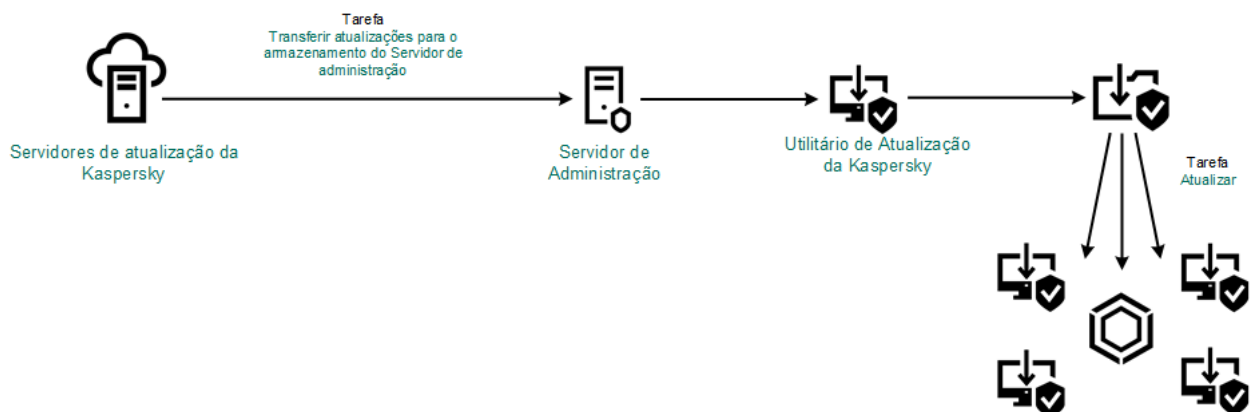 Tarefa
Transferir atualizações para o
armazenamento do Servidor de
administração
Servidores de atualização da
Kaspersky
Servidor de
Administração
Utilitário de Atualização
da Kaspersky
Tarefa
Atualizar